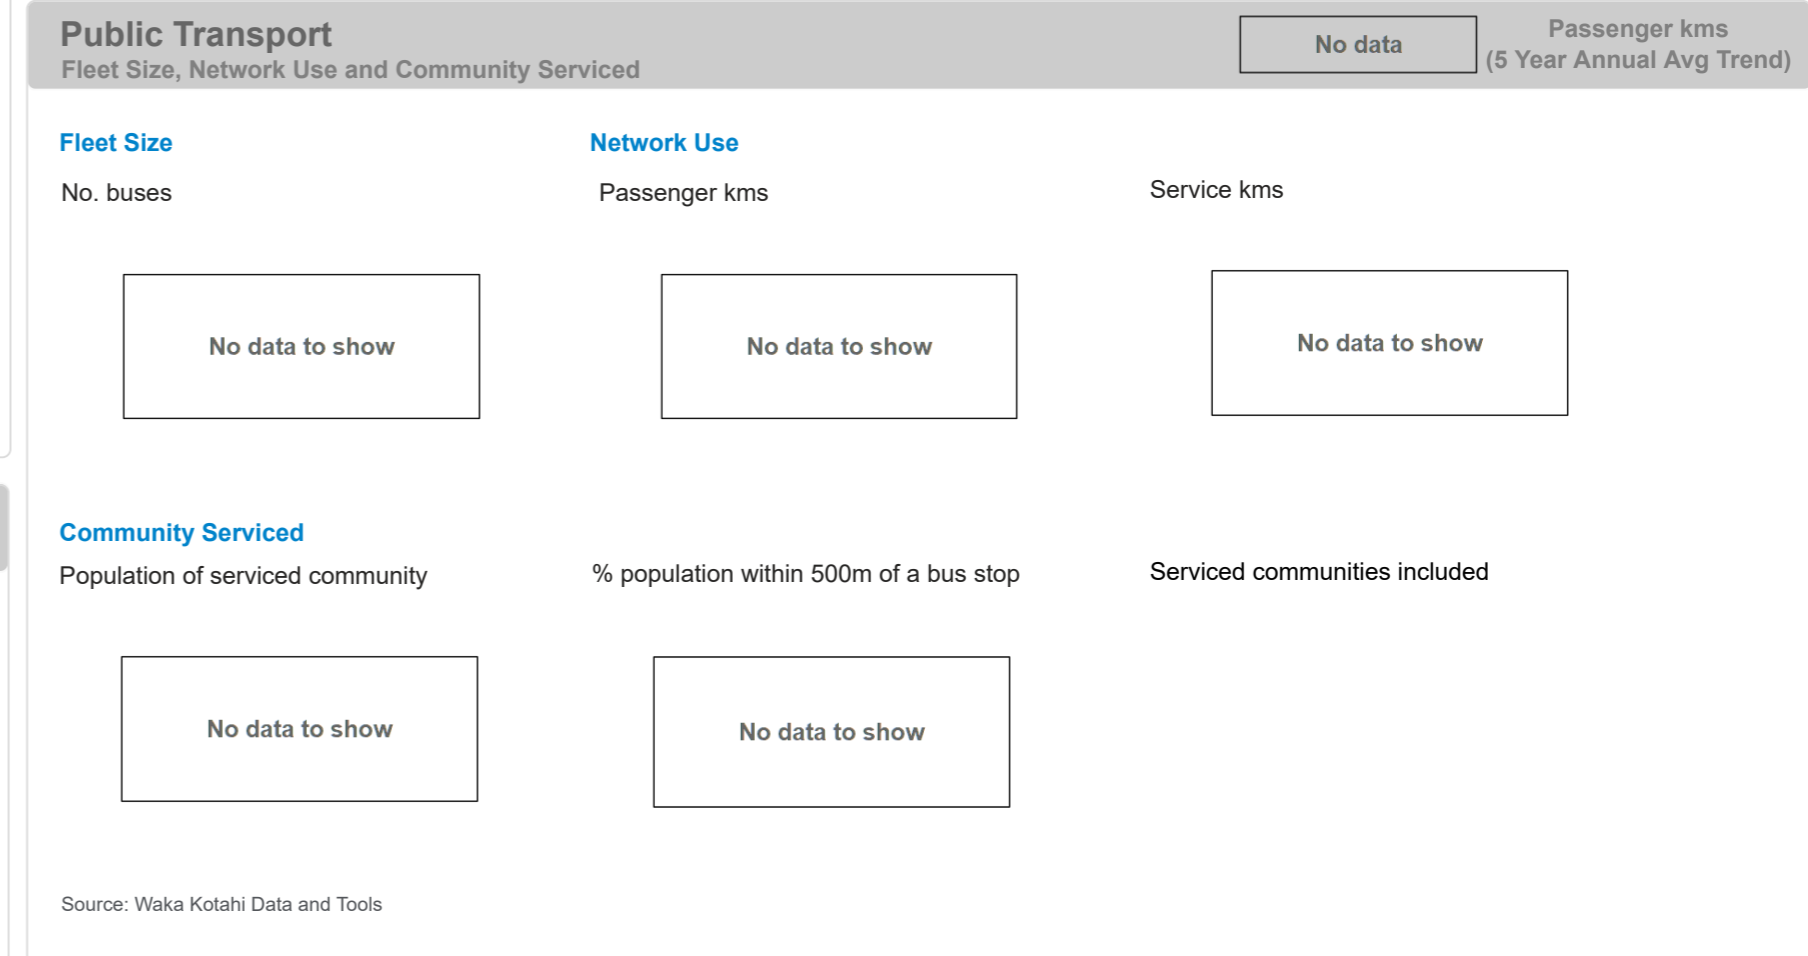 Public Transport
Fleet Size, Network Use and Community Serviced
No data
Passenger kms
(5 Year Annual Avg Trend)
Fleet Size
Network Use
No. buses
Passenger kms
Service kms
No data to show
No data to show
No data to show
Community Serviced
Population of serviced community
% population within 500m of a bus stop
Serviced communities included
No data to show
No data to show
Source: Waka Kotahi Data and Tools